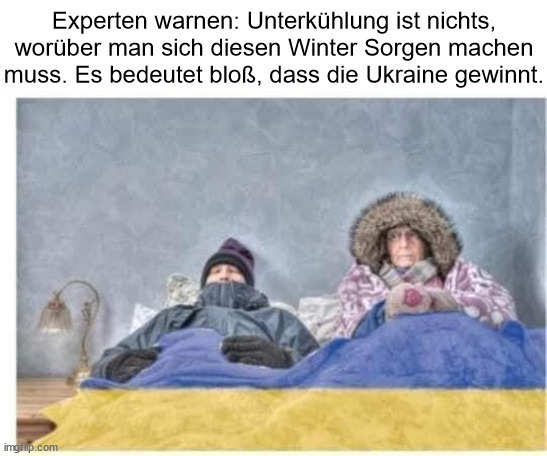 Experten warnen: Unterkühlung ist nichts,
worüber man sich diesen Winter Sorgen machen
muss. Es bedeutet bloß, dass die Ukraine gewinnt.
imgflip.com